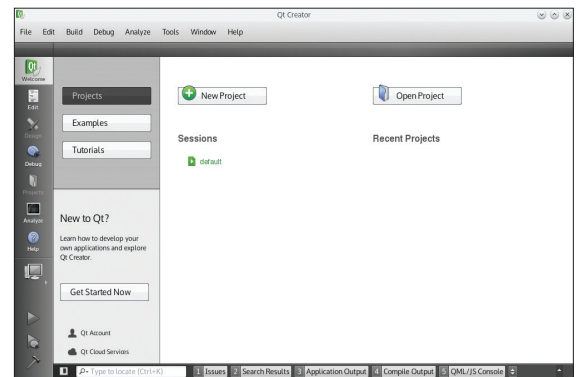 Qt Creator
File Edit Build Debug Analyze Tools Window Help
Qt
Welcome
Edit
Design
Debug
Projects
Analyze
Help
Projects
Examples
Tutorials
New to Qt?
Learn how to develop your
own applications and explore
Qt Creator.
Get Started Now
Qt Account
Qt Cloud Services
New Project
Open Project
Sessions
Recent Projects
default
Type to locate (Ctrl+K)
1 Issues 2 Search Results 3 Application Output 4 Compile Output 5 QML/JS Console